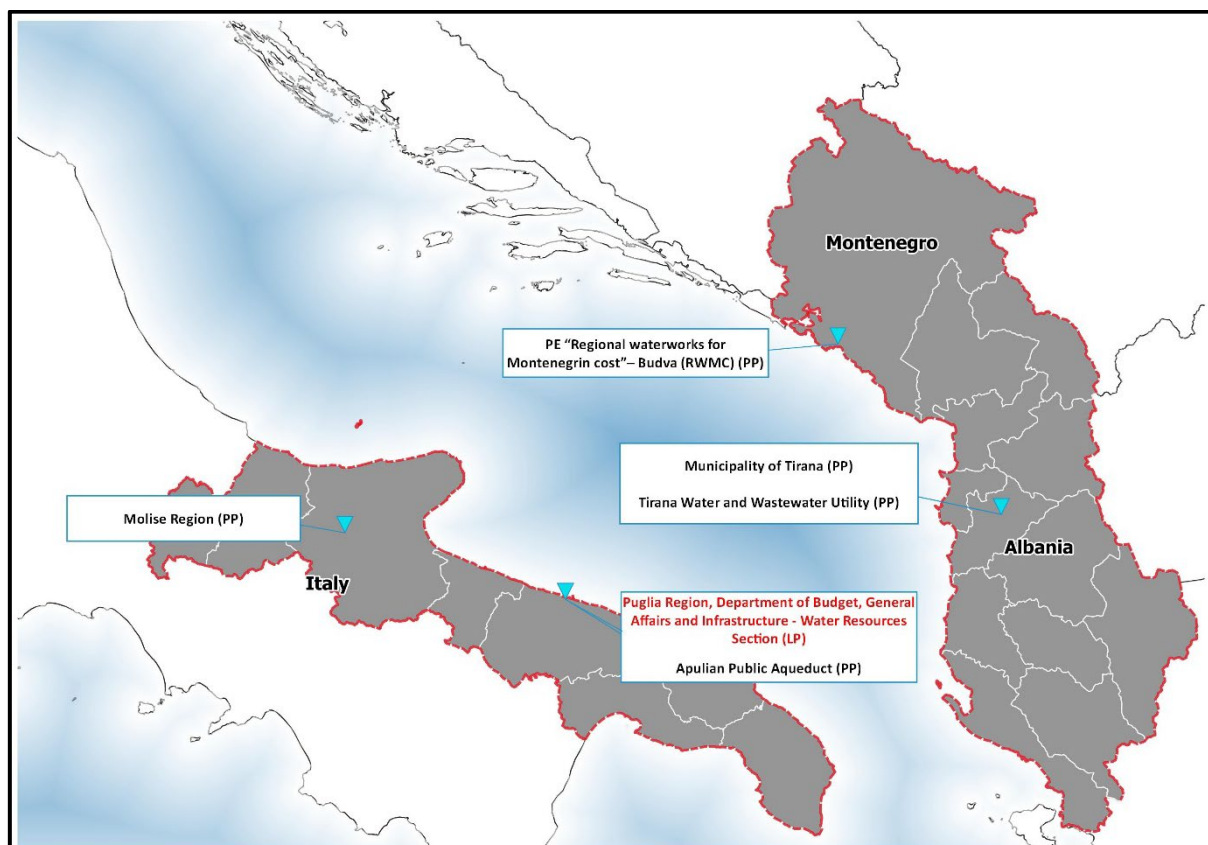 Montenegro
PE “Regional waterworks for
Montenegrin cost”– Budva (RWMC) (PP)
Municipality of Tirana (PP)
Tirana Water and Wastewater Utility (PP)
Molise Region (PP)
Albania
Italy
Puglia Region, Department of Budget, General
Affairs and Infrastructure - Water Resources
Section (LP)
Apulian Public Aqueduct (PP)